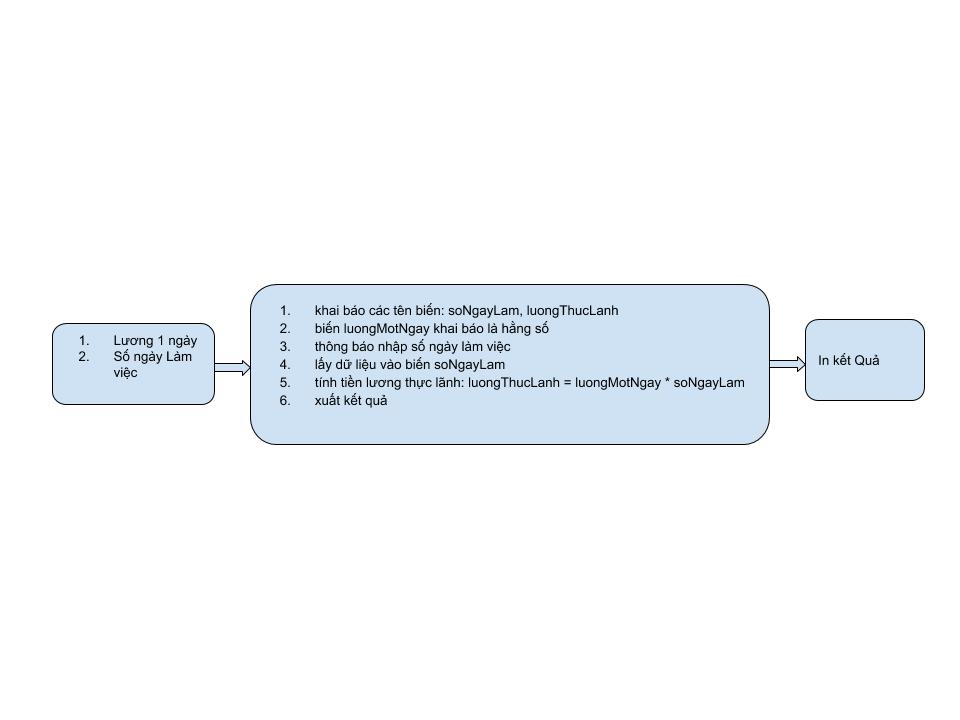 1. Lương 1 ngày
2. Số ngày Làm
việc
1. khai báo các tên biến: soNgayLam, luongThucLanh
2. biến luongMotNgay khai báo là hằng số
3. thông báo nhập số ngày làm việc
4. lấy dữ liệu vào biến soNgayLam
5. tính tiền lương thực lãnh: luongThucLanh = luongMotNgay * soNgayLam
6. xuất kết quả
In kết Quả